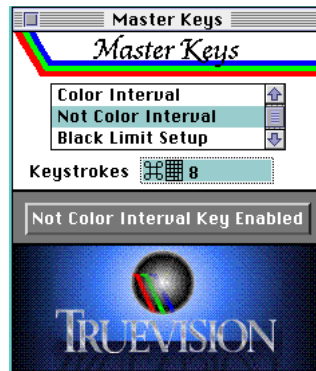 Master Keys
Master Keys
Color Interval
Not Color Interval
Black Limit Setup
Keystrokes ⌘▦ 8
Not Color Interval Key Enabled
TRUEVISION